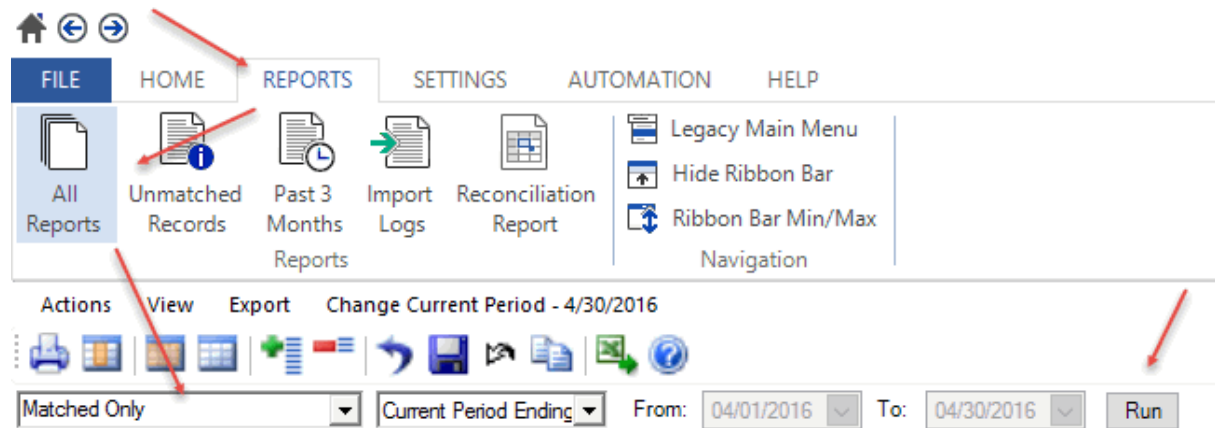 FILE HOME REPORTS SETTINGS AUTOMATION HELP
All Reports
Unmatched Records
Past 3 Months
Import Logs
Reconciliation Report
Reports
Legacy Main Menu
Hide Ribbon Bar
Ribbon Bar Min/Max
Navigation
Actions View Export Change Current Period - 4/30/2016
Matched Only Current Period Ending From: 04/01/2016 To: 04/30/2016 Run